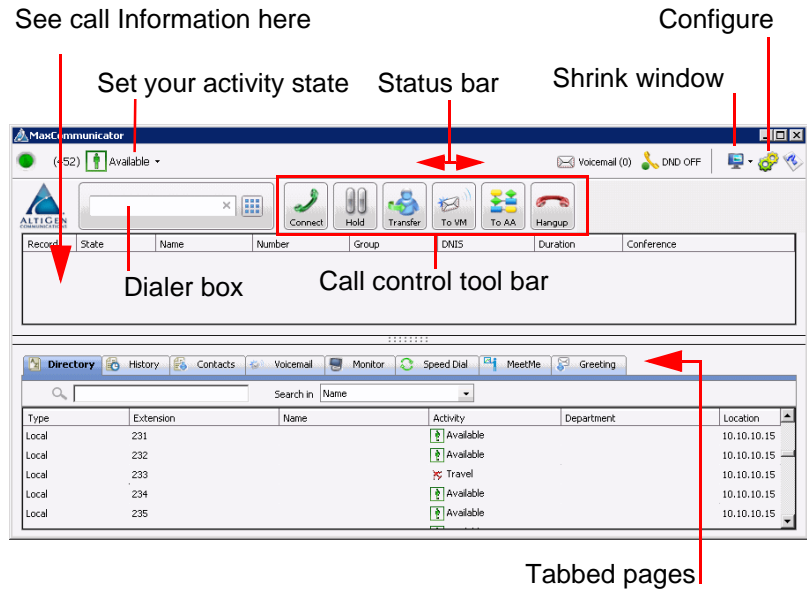 See call Information here
Configure
Set your activity state
Status bar
Shrink window
MaxCommunicator
(452) Available
Voicemail (0) DND OFF
ALTIGEN
COMMUNICATIONS
Connect Hold Transfer To VM To AA Hangup
Record State Name Number Group DNIS Duration Conference
Dialer box
Call control tool bar
Directory History Contacts Voicemail Monitor Speed Dial MeetMe Greeting
Search in Name
Type Extension Name Activity Department Location
Local 231 Available 10.10.10.15
Local 232 Available 10.10.10.15
Local 233 Travel 10.10.10.15
Local 234 Available 10.10.10.15
Local 235 Available 10.10.10.15
Tabbed pages